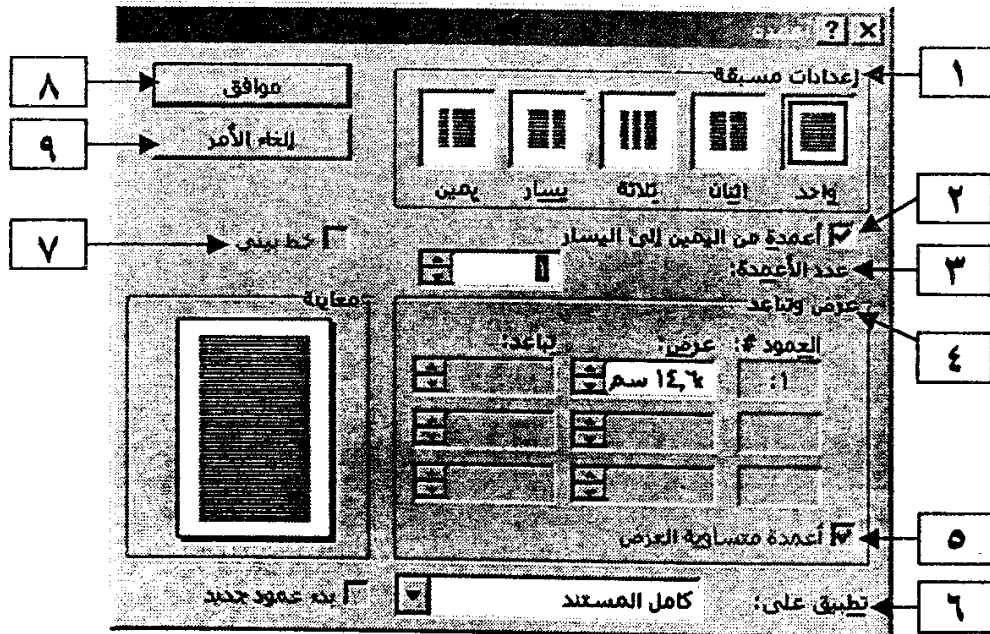 أعمدة
إعدادات مسبقة
واحد اثنان ثلاثة يسار يمين
موافق
إلغاء الأمر
أعمدة من اليمين إلى اليسار
خط بيني
عدد الأعمدة: ١
عرض وتباعد
العمود #: عرض: تباعد:
١: ١٤,٦٤ سم
أعمدة متساوية العرض
معاينة
تطبيق على: كامل المستند
بدء عمود جديد
١
٢
٣
٤
٥
٦
٧
٨
٩